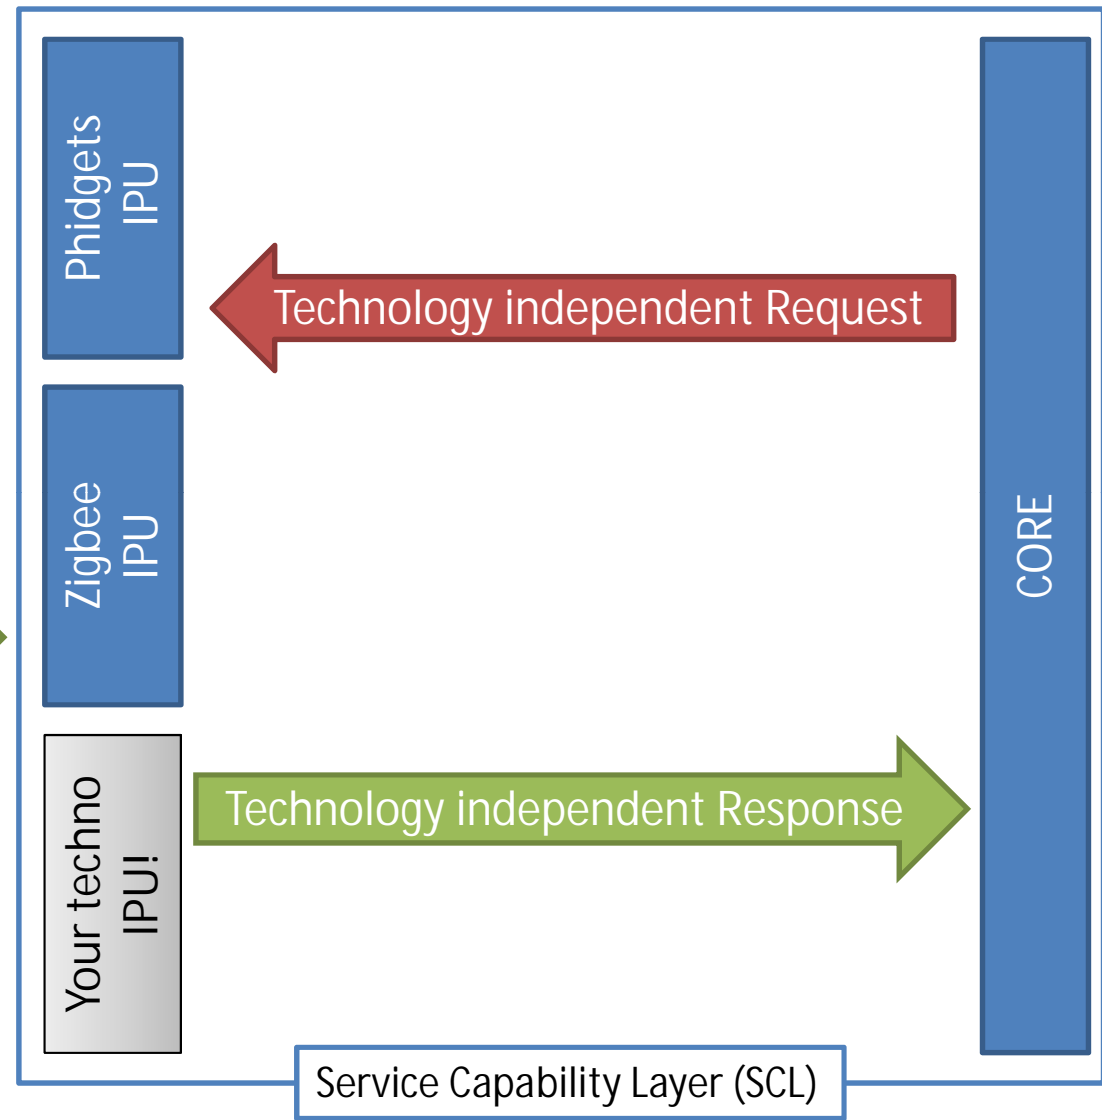 Phidgets
IPU
Technology independent Request
Zigbee
IPU
CORE
Your techno
IPU!
Technology independent Response
Service Capability Layer (SCL)